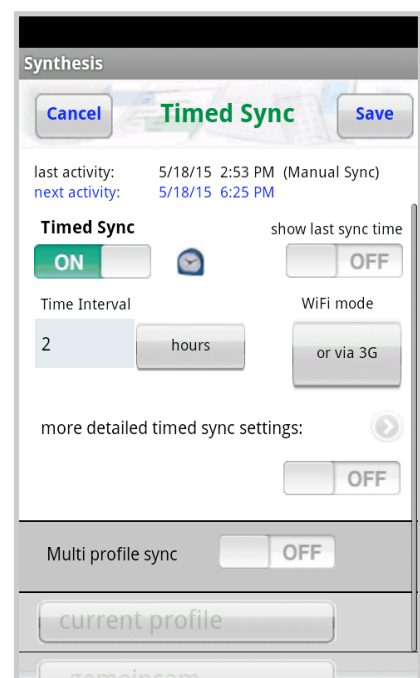 Synthesis
Cancel Timed Sync Save
last activity: 5/18/15 2:53 PM (Manual Sync)
next activity: 5/18/15 6:25 PM
Timed Sync show last sync time
ON OFF
Time Interval WiFi mode
2 hours or via 3G
more detailed timed sync settings:
OFF
Multi profile sync OFF
current profile
gemeinsam